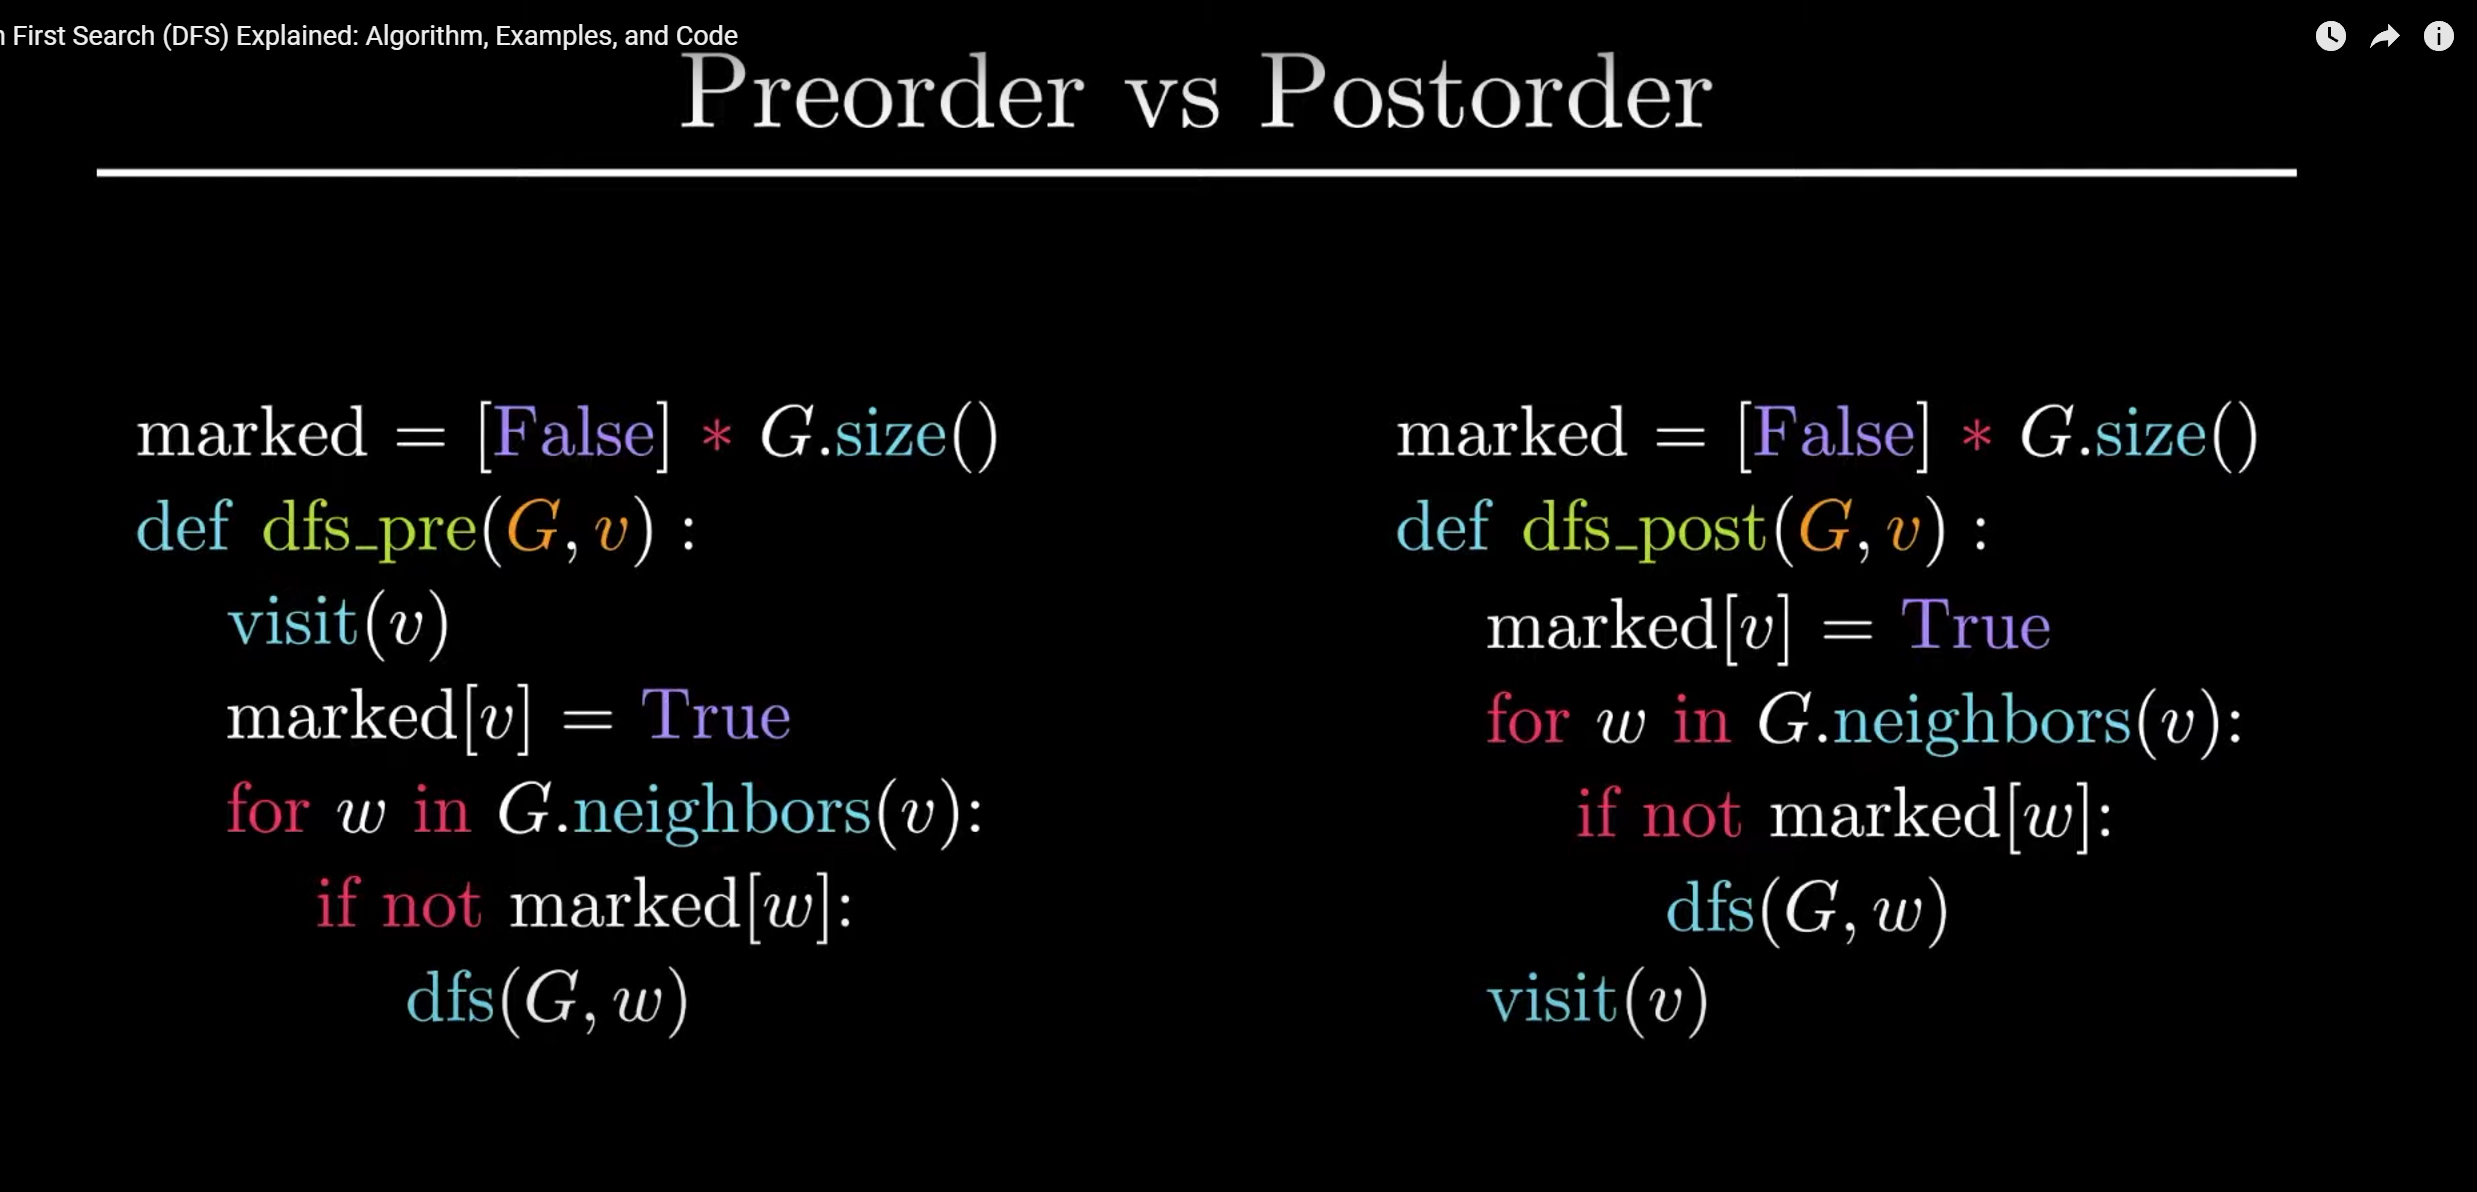 First Search (DFS) Explained: Algorithm, Examples, and Code
Preorder vs Postorder
marked = [False] * G.size()
def dfs_pre(G, v) :
visit(v)
marked[v] = True
for w in G.neighbors(v):
if not marked[w]:
dfs(G, w)
marked = [False] * G.size()
def dfs_post(G, v) :
marked[v] = True
for w in G.neighbors(v):
if not marked[w]:
dfs(G, w)
visit(v)